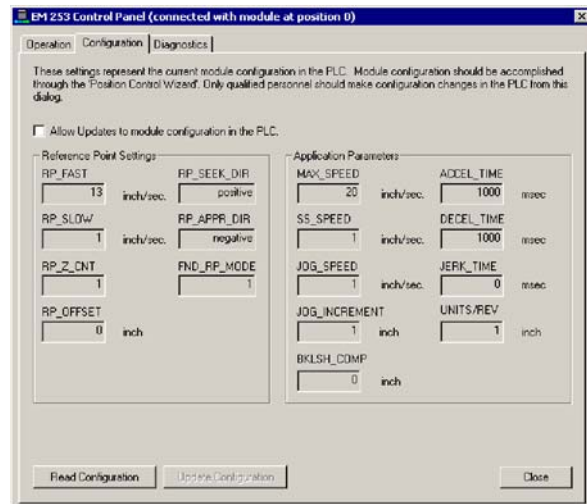 EM 253 Control Panel (connected with module at position 0)
Operation Configuration Diagnostics
These settings represent the current module configuration in the PLC. Module configuration should be accomplished
through the 'Position Control Wizard'. Only qualified personnel should make configuration changes in the PLC from this
dialog.
Allow Updates to module configuration in the PLC.
Reference Point Settings
RP_FAST RP_SEEK_DIR
13 inch/sec. positive
RP_SLOW RP_APPR_DIR
1 inch/sec. negative
RP_Z_CNT FND_RP_MODE
1 1
RP_OFFSET
0 inch
Application Parameters
MAX_SPEED ACCEL_TIME
20 inch/sec. 1000 msec
SS_SPEED DECEL_TIME
1 inch/sec. 1000 msec
JOG_SPEED JERK_TIME
1 inch/sec. 0 msec
JOG_INCREMENT UNITS/REV
1 inch 1 inch
BKLSH_COMP
0 inch
Read Configuration Update Configuration Close